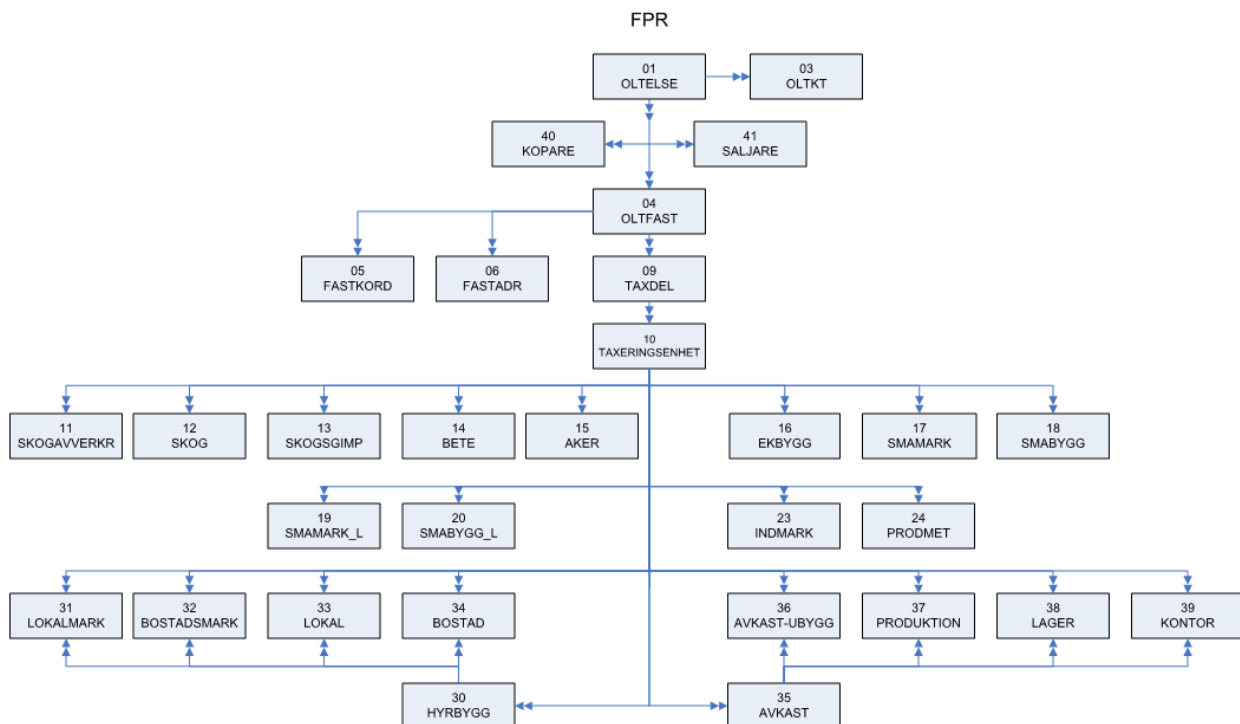 FPR
01
OLTELSE
03
OLTKT
40
KOPARE
41
SALJARE
04
OLTFAST
05
FASTKORD
06
FASTADR
09
TAXDEL
10
TAXERINGSENHET
11
SKOGAVVERKR
12
SKOG
13
SKOGSGIMP
14
BETE
15
AKER
16
EKBYGG
17
SMAMARK
18
SMABYGG
19
SMAMARK_L
20
SMABYGG_L
23
INDMARK
24
PRODMET
31
LOKALMARK
32
BOSTADSMARK
33
LOKAL
34
BOSTAD
36
AVKAST-UBYGG
37
PRODUKTION
38
LAGER
39
KONTOR
30
HYRBYGG
35
AVKAST